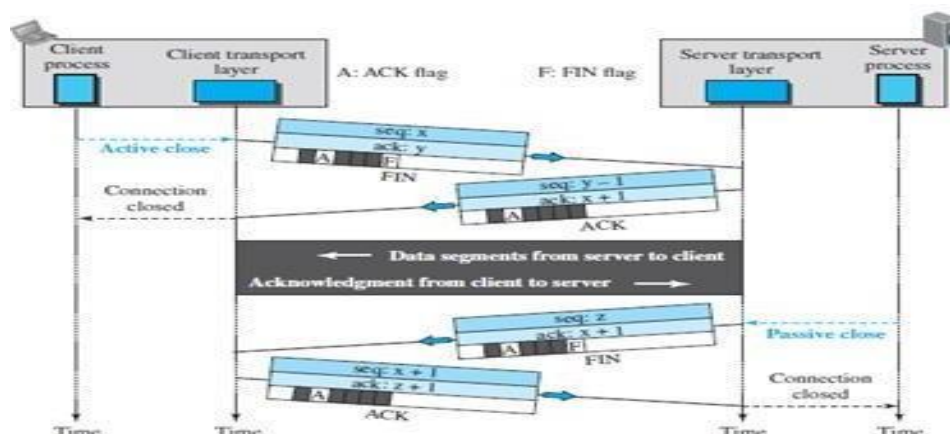 Client
process
Client transport
layer
A: ACK flag
F: FIN flag
Server transport
layer
Server
process
Active close
seq: x
ack: y
A
F
FIN
Connection
closed
seq: y – 1
ack: x + 1
A
ACK
Data segments from server to client
Acknowledgment from client to server
seq: z
ack: x + 1
A
F
FIN
Passive close
seq: x + 1
ack: z + 1
A
ACK
Connection
closed
Time
Time
Time
Time